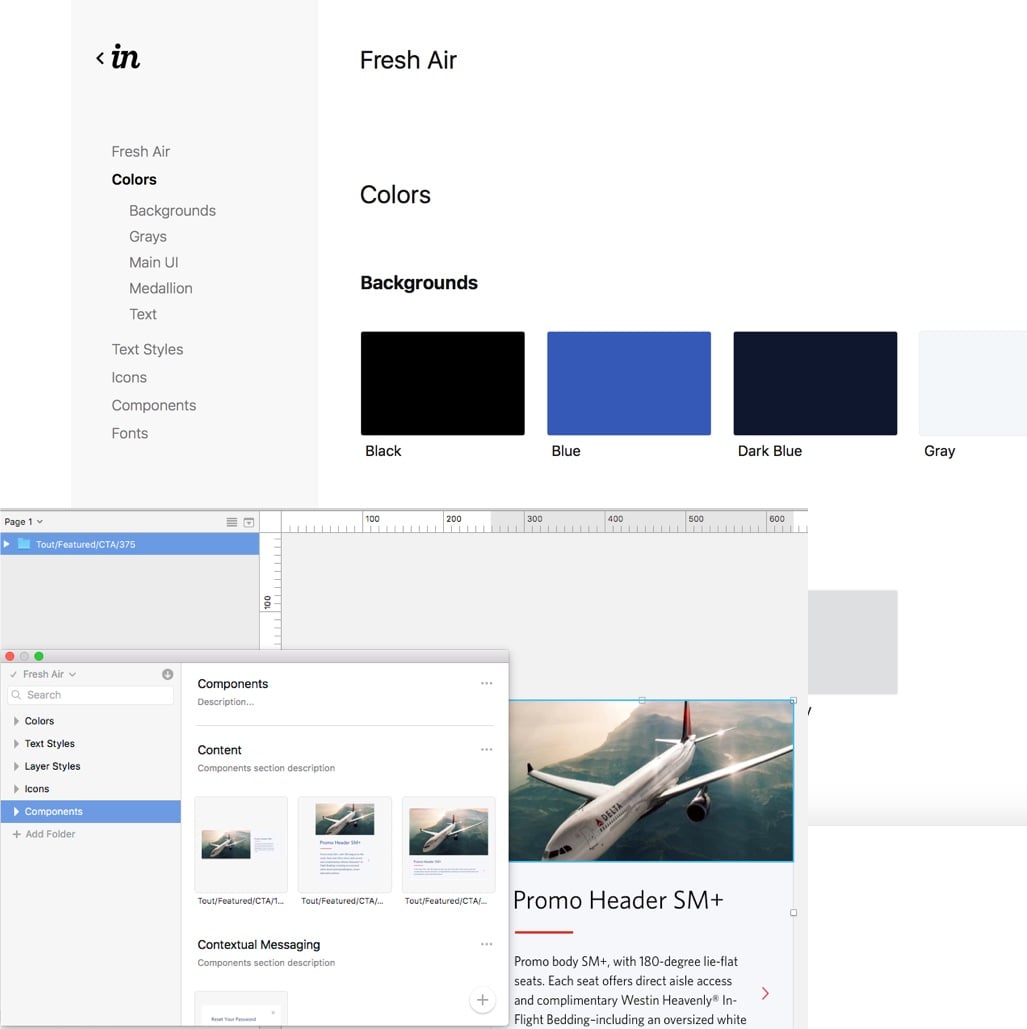 in
Fresh Air
Fresh Air
Colors
Backgrounds
Grays
Main UI
Medallion
Text
Text Styles
Icons
Components
Fonts
Colors
Backgrounds
Black
Blue
Dark Blue
Gray
Page 1
100
200
300
400
500
600
Tout/Featured/CTA/375
100
Fresh Air
Search
Colors
Text Styles
Layer Styles
Icons
Components
Add Folder
Components
Description...
Content
Components section description
Promo Header SM+
Promo Header SM+
Tout/Featured/CTA/1...
Tout/Featured/CTA/...
Tout/Featured/CTA/...
Contextual Messaging
Components section description
Reset Your Password
DELTA
Promo Header SM+
Promo body SM+, with 180-degree lie-flat
seats. Each seat offers direct aisle access
and complimentary Westin Heavenly® In-
Flight Bedding–including an oversized white